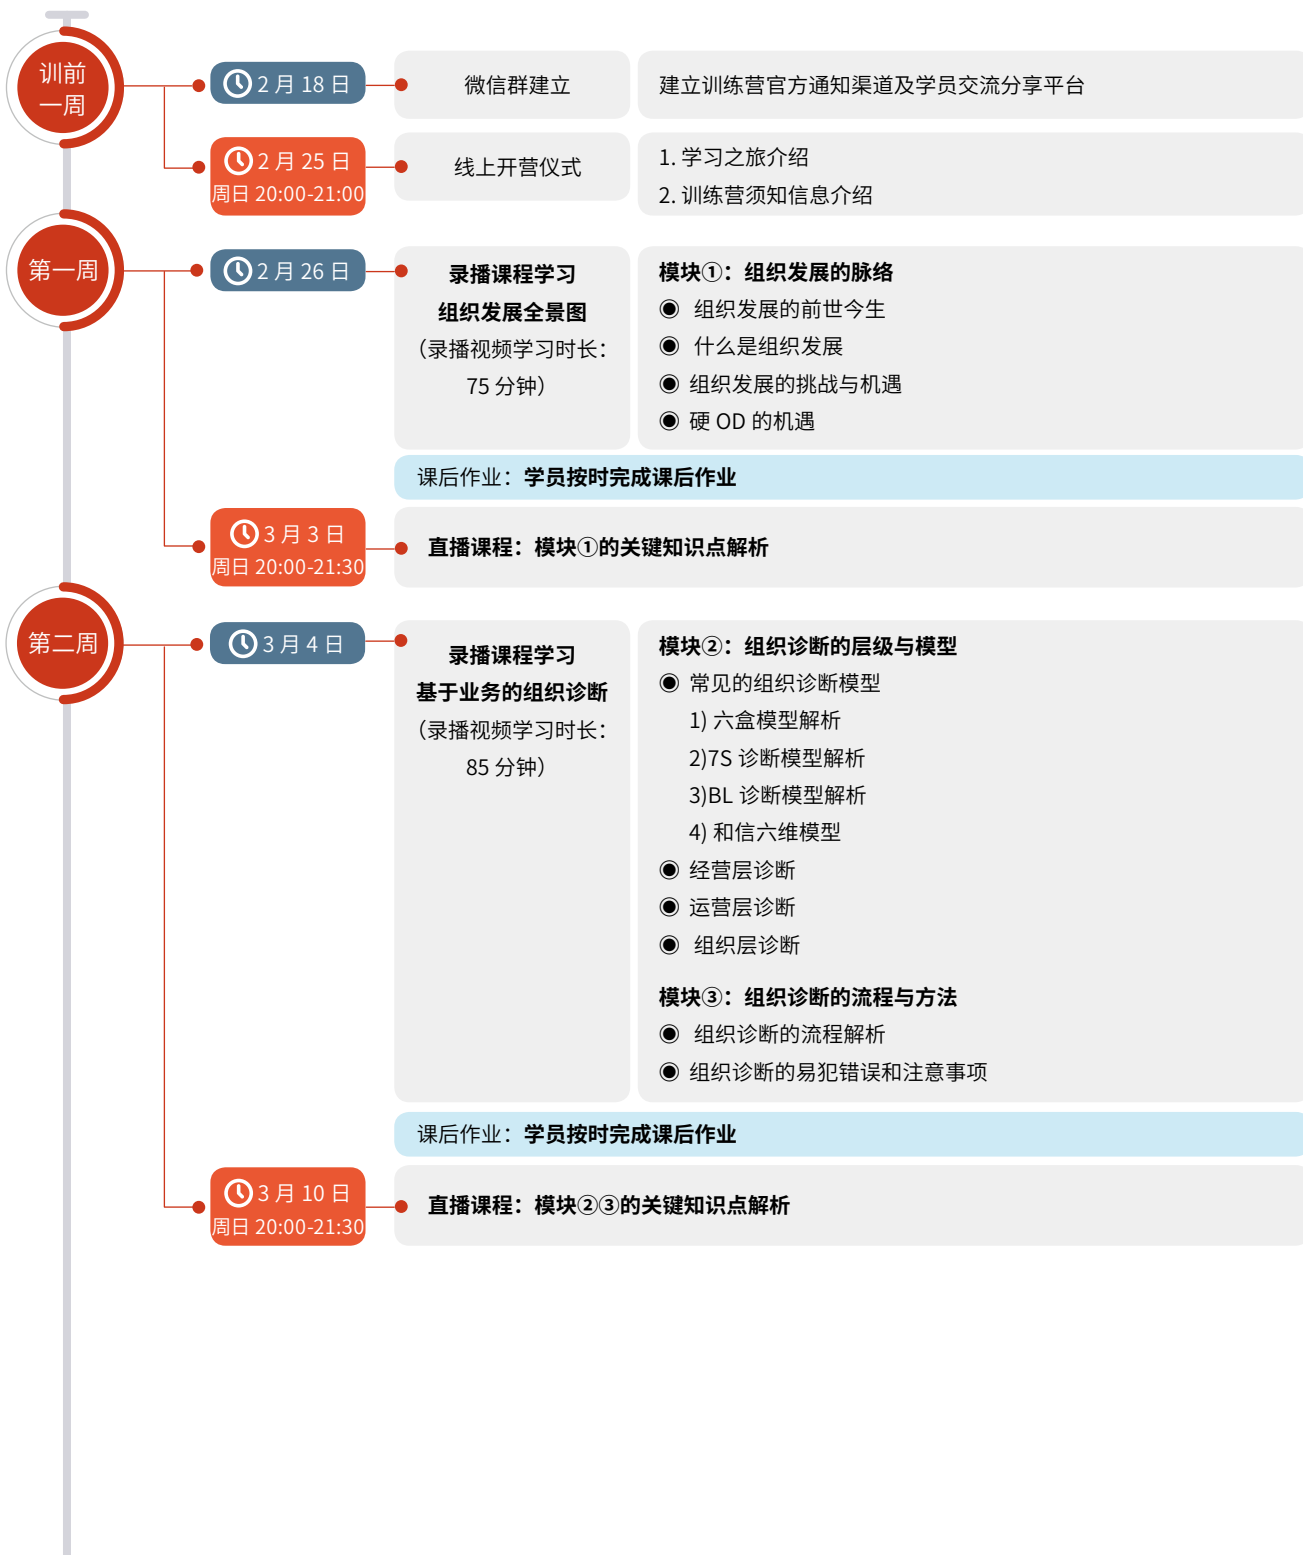 训前
一周
2 月 18 日
微信群建立
建立训练营官方通知渠道及学员交流分享平台
2 月 25 日
周日 20:00-21:00
线上开营仪式
1. 学习之旅介绍
2. 训练营须知信息介绍
第一周
2 月 26 日
录播课程学习
组织发展全景图
（录播视频学习时长：
75 分钟）
模块①：组织发展的脉络
◉ 组织发展的前世今生
◉ 什么是组织发展
◉ 组织发展的挑战与机遇
◉ 硬 OD 的机遇
课后作业：学员按时完成课后作业
3 月 3 日
周日 20:00-21:30
直播课程：模块①的关键知识点解析
第二周
3 月 4 日
录播课程学习
基于业务的组织诊断
（录播视频学习时长：
85 分钟）
模块②：组织诊断的层级与模型
◉ 常见的组织诊断模型
1) 六盒模型解析
2)7S 诊断模型解析
3)BL 诊断模型解析
4) 和信六维模型
◉ 经营层诊断
◉ 运营层诊断
◉ 组织层诊断
模块③：组织诊断的流程与方法
◉ 组织诊断的流程解析
◉ 组织诊断的易犯错误和注意事项
课后作业：学员按时完成课后作业
3 月 10 日
周日 20:00-21:30
直播课程：模块②③的关键知识点解析